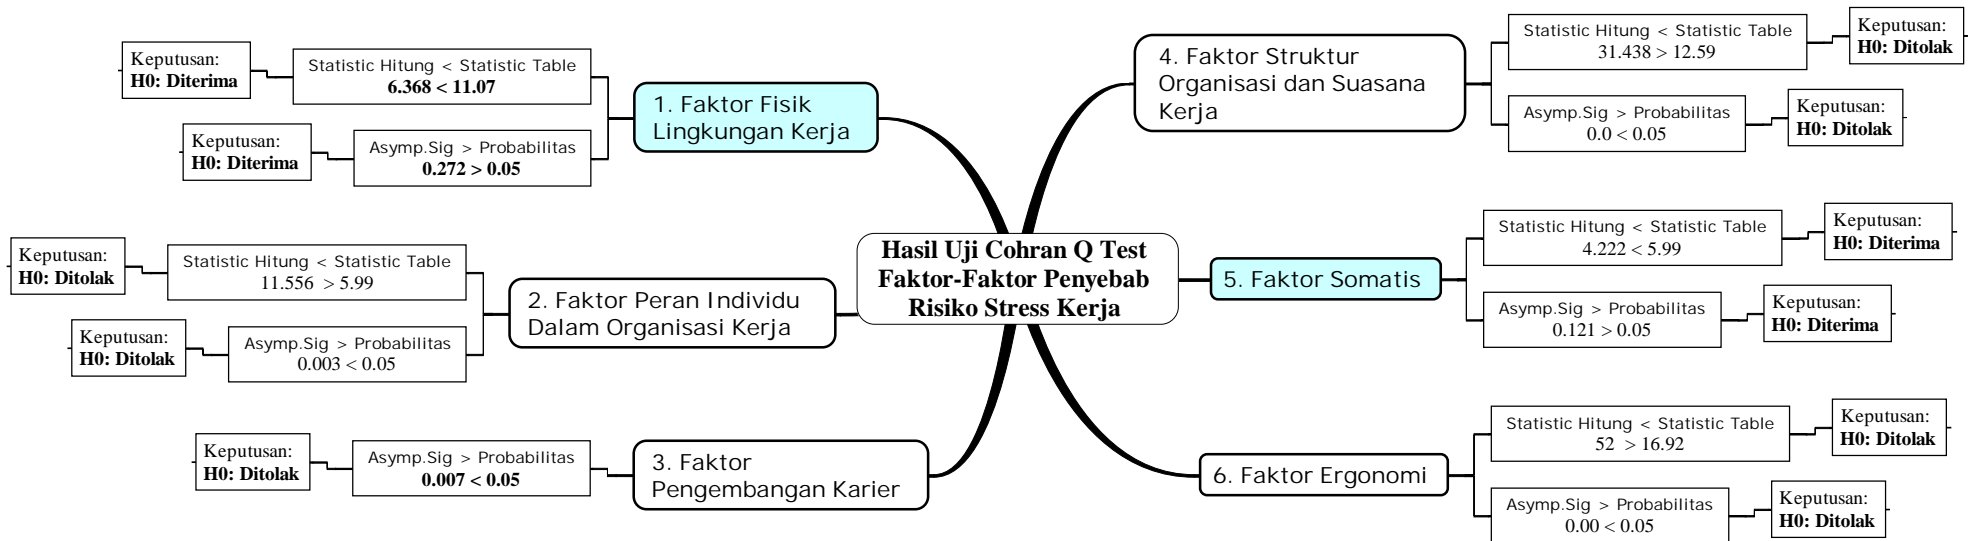 Hasil Uji Cohran Q Test
Faktor-Faktor Penyebab
Risiko Stress Kerja
1. Faktor Fisik
Lingkungan Kerja
Statistic Hitung < Statistic Table
6.368 < 11.07
Keputusan:
H0: Diterima
Asymp.Sig > Probabilitas
0.272 > 0.05
Keputusan:
H0: Diterima
2. Faktor Peran Individu
Dalam Organisasi Kerja
Statistic Hitung < Statistic Table
11.556 > 5.99
Keputusan:
H0: Ditolak
Asymp.Sig > Probabilitas
0.003 < 0.05
Keputusan:
H0: Ditolak
3. Faktor
Pengembangan Karier
Asymp.Sig > Probabilitas
0.007 < 0.05
Keputusan:
H0: Ditolak
4. Faktor Struktur
Organisasi dan Suasana
Kerja
Statistic Hitung < Statistic Table
31.438 > 12.59
Keputusan:
H0: Ditolak
Asymp.Sig > Probabilitas
0.0 < 0.05
Keputusan:
H0: Ditolak
5. Faktor Somatis
Statistic Hitung < Statistic Table
4.222 < 5.99
Keputusan:
H0: Diterima
Asymp.Sig > Probabilitas
0.121 > 0.05
Keputusan:
H0: Diterima
6. Faktor Ergonomi
Statistic Hitung < Statistic Table
52 > 16.92
Keputusan:
H0: Ditolak
Asymp.Sig > Probabilitas
0.00 < 0.05
Keputusan:
H0: Ditolak